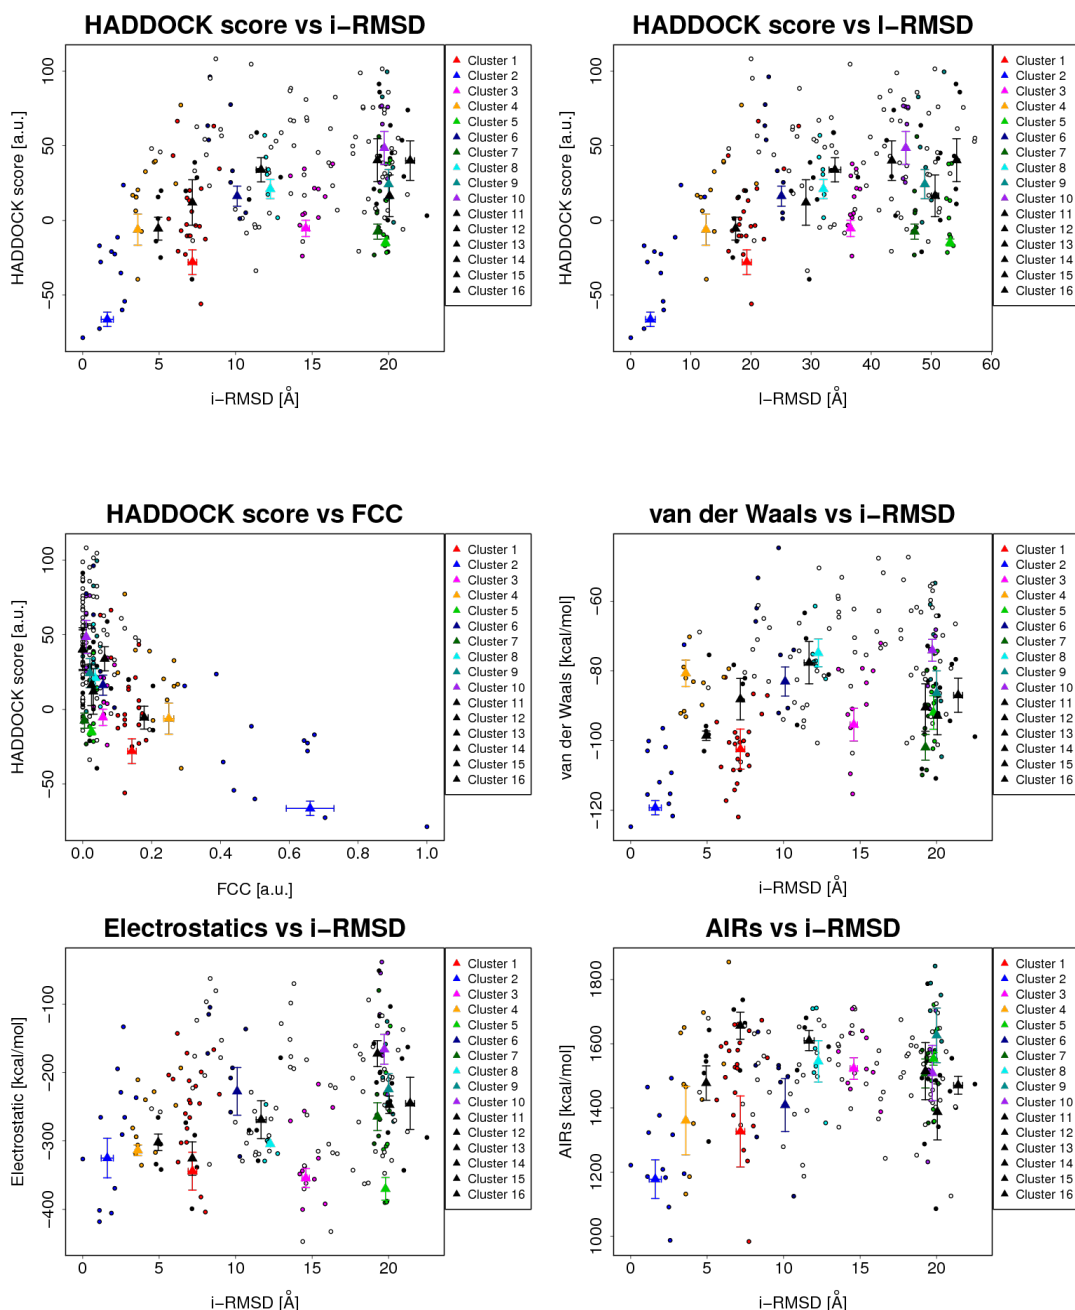 HADDOCK score vs i−RMSD
HADDOCK score [a.u.]
100
50
0
−50
0 5 10 15 20
i−RMSD [Å]
Cluster 1
Cluster 2
Cluster 3
Cluster 4
Cluster 5
Cluster 6
Cluster 7
Cluster 8
Cluster 9
Cluster 10
Cluster 11
Cluster 12
Cluster 13
Cluster 14
Cluster 15
Cluster 16
HADDOCK score vs l−RMSD
HADDOCK score [a.u.]
100
50
0
−50
0 10 20 30 40 50 60
l−RMSD [Å]
Cluster 1
Cluster 2
Cluster 3
Cluster 4
Cluster 5
Cluster 6
Cluster 7
Cluster 8
Cluster 9
Cluster 10
Cluster 11
Cluster 12
Cluster 13
Cluster 14
Cluster 15
Cluster 16
HADDOCK score vs FCC
HADDOCK score [a.u.]
100
50
0
−50
0.0 0.2 0.4 0.6 0.8 1.0
FCC [a.u.]
Cluster 1
Cluster 2
Cluster 3
Cluster 4
Cluster 5
Cluster 6
Cluster 7
Cluster 8
Cluster 9
Cluster 10
Cluster 11
Cluster 12
Cluster 13
Cluster 14
Cluster 15
Cluster 16
van der Waals vs i−RMSD
van der Waals [kcal/mol]
−60
−80
−100
−120
0 5 10 15 20
i−RMSD [Å]
Cluster 1
Cluster 2
Cluster 3
Cluster 4
Cluster 5
Cluster 6
Cluster 7
Cluster 8
Cluster 9
Cluster 10
Cluster 11
Cluster 12
Cluster 13
Cluster 14
Cluster 15
Cluster 16
Electrostatics vs i−RMSD
Electrostatic [kcal/mol]
−100
−200
−300
−400
0 5 10 15 20
i−RMSD [Å]
Cluster 1
Cluster 2
Cluster 3
Cluster 4
Cluster 5
Cluster 6
Cluster 7
Cluster 8
Cluster 9
Cluster 10
Cluster 11
Cluster 12
Cluster 13
Cluster 14
Cluster 15
Cluster 16
AIRs vs i−RMSD
AIRs [kcal/mol]
1800
1600
1400
1200
1000
0 5 10 15 20
i−RMSD [Å]
Cluster 1
Cluster 2
Cluster 3
Cluster 4
Cluster 5
Cluster 6
Cluster 7
Cluster 8
Cluster 9
Cluster 10
Cluster 11
Cluster 12
Cluster 13
Cluster 14
Cluster 15
Cluster 16